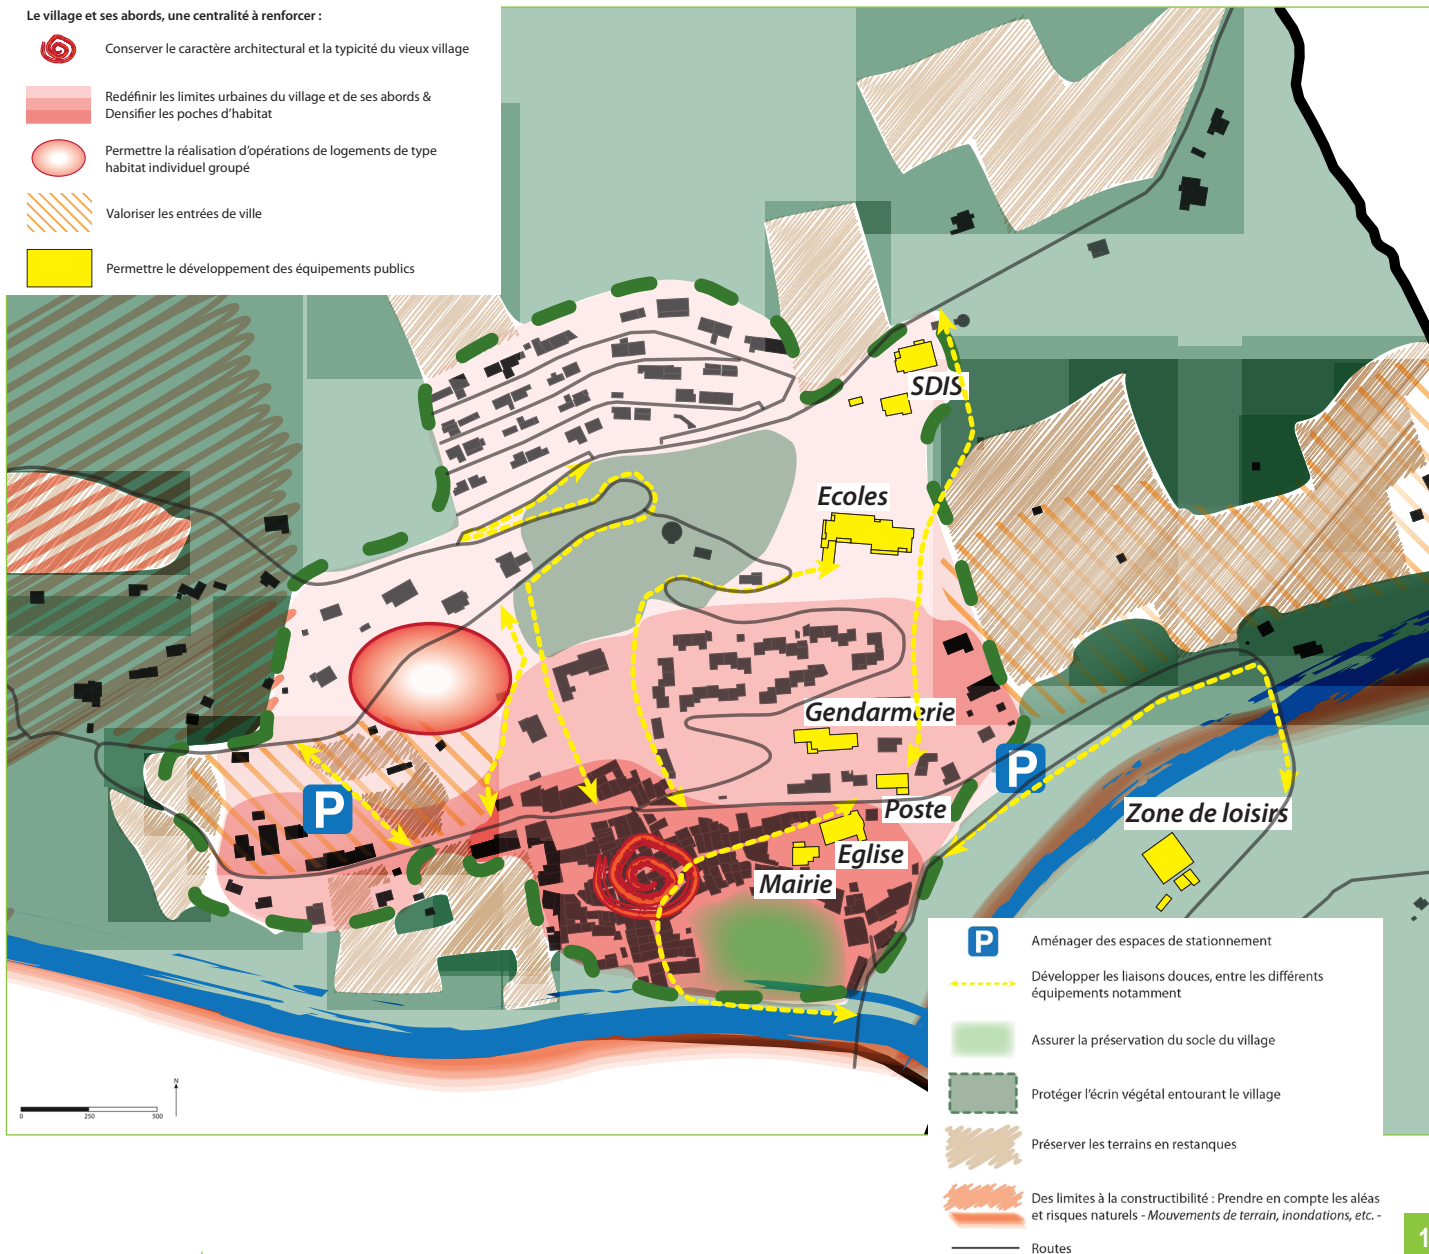 Le village et ses abords, une centralité à renforcer :
Conserver le caractère architectural et la typicité du vieux village
Redéfinir les limites urbaines du village et de ses abords &
Densifier les poches d'habitat
Permettre la réalisation d'opérations de logements de type
habitat individuel groupé
Valoriser les entrées de ville
Permettre le développement des équipements publics
SDIS
Ecoles
Gendarmerie
P
P
Poste
Zone de loisirs
Eglise
Mairie
N
0 250 500
P
Aménager des espaces de stationnement
Développer les liaisons douces, entre les différents
équipements notamment
Assurer la préservation du socle du village
Protéger l'écrin végétal entourant le village
Préserver les terrains en restanques
Des limites à la constructibilité : Prendre en compte les aléas
et risques naturels - Mouvements de terrain, inondations, etc. -
Routes
1